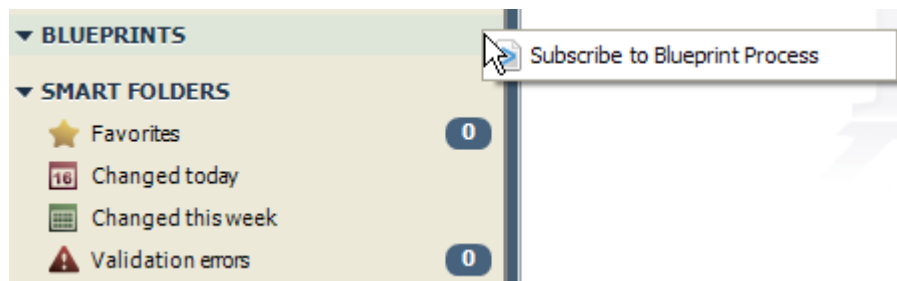 BLUEPRINTS
Subscribe to Blueprint Process
SMART FOLDERS
Favorites 0
16 Changed today
Changed this week
Validation errors 0